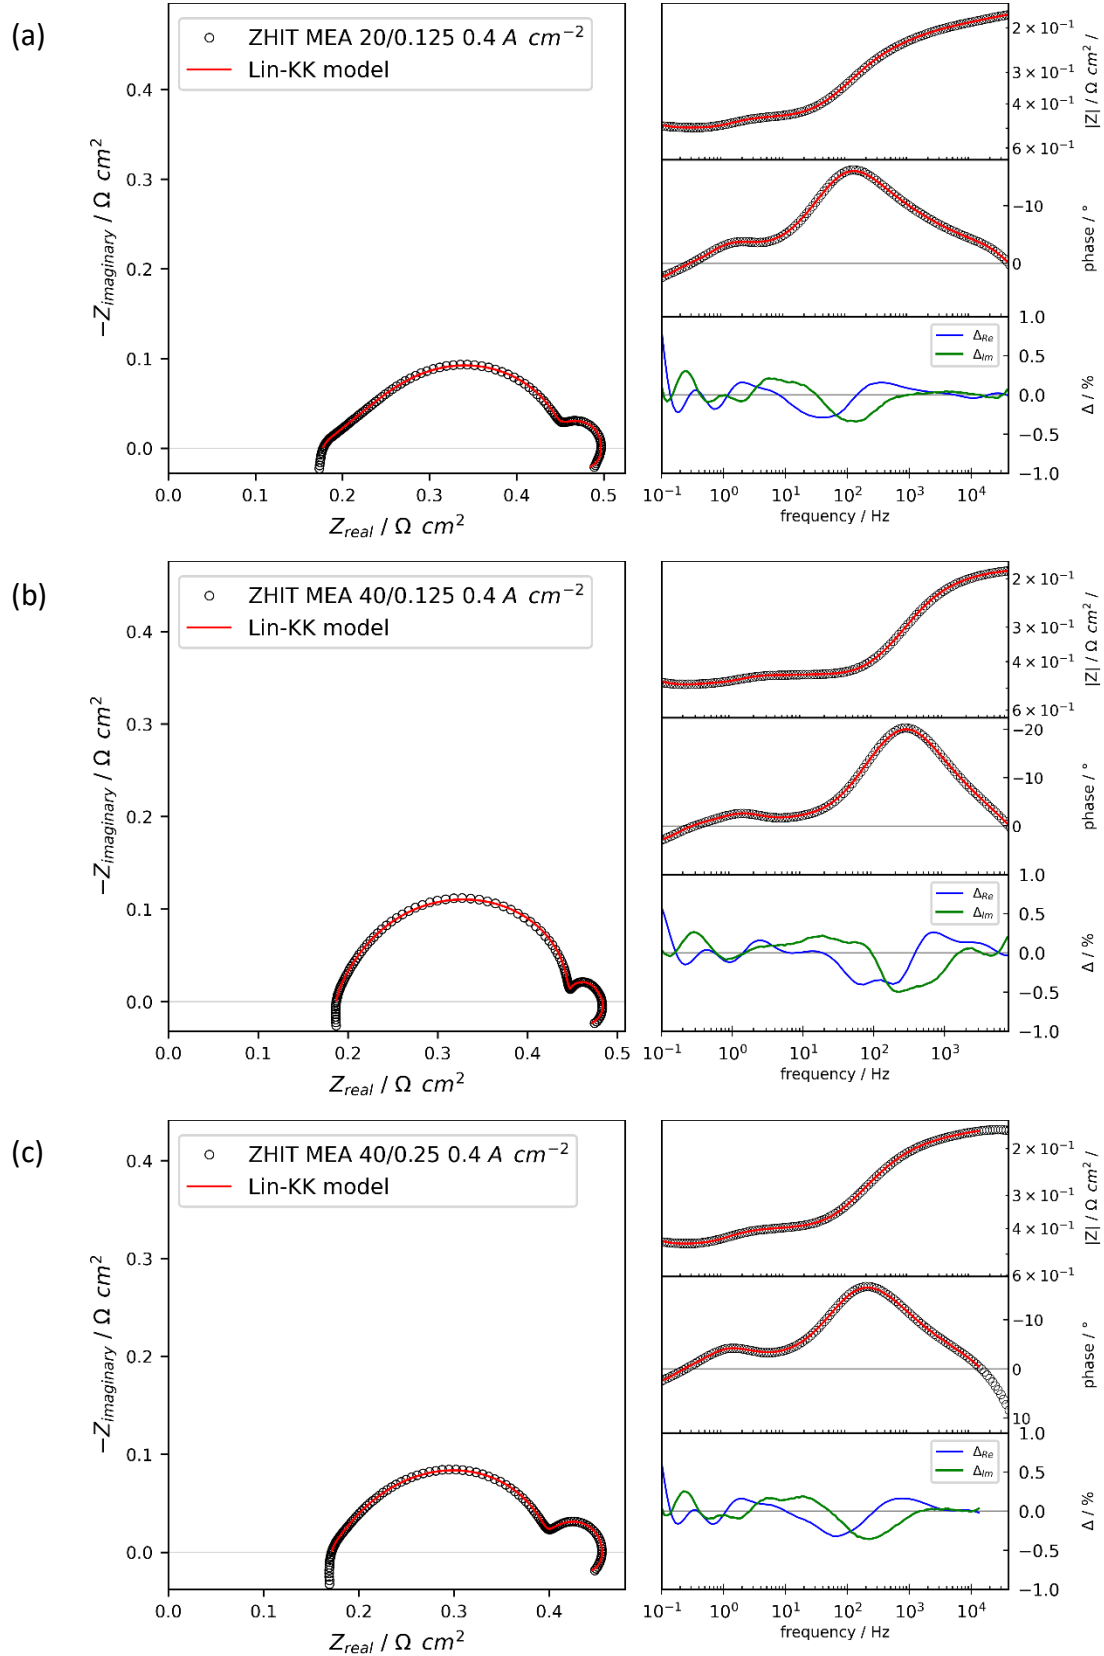 (a)
ZHIT MEA 20/0.125 0.4 A cm⁻²
Lin-KK model
−Z_imaginary / Ω cm²
0.4
0.3
0.2
0.1
0.0
0.0 0.1 0.2 0.3 0.4 0.5
Z_real / Ω cm²
2 × 10⁻¹
3 × 10⁻¹
4 × 10⁻¹
6 × 10⁻¹
|Z| / Ω cm² /
−10
0
phase / °
Δ_Re
Δ_Im
1.0
0.5
0.0
−0.5
−1.0
Δ / %
10⁻¹ 10⁰ 10¹ 10² 10³ 10⁴
frequency / Hz
(b)
ZHIT MEA 40/0.125 0.4 A cm⁻²
Lin-KK model
−Z_imaginary / Ω cm²
0.4
0.3
0.2
0.1
0.0
0.0 0.1 0.2 0.3 0.4 0.5
Z_real / Ω cm²
2 × 10⁻¹
3 × 10⁻¹
4 × 10⁻¹
6 × 10⁻¹
|Z| / Ω cm² /
−20
−10
0
phase / °
Δ_Re
Δ_Im
1.0
0.5
0.0
−0.5
−1.0
Δ / %
10⁻¹ 10⁰ 10¹ 10² 10³
frequency / Hz
(c)
ZHIT MEA 40/0.25 0.4 A cm⁻²
Lin-KK model
−Z_imaginary / Ω cm²
0.4
0.3
0.2
0.1
0.0
0.0 0.1 0.2 0.3 0.4
Z_real / Ω cm²
2 × 10⁻¹
3 × 10⁻¹
4 × 10⁻¹
6 × 10⁻¹
|Z| / Ω cm² /
−10
0
10
phase / °
Δ_Re
Δ_Im
1.0
0.5
0.0
−0.5
−1.0
Δ / %
10⁻¹ 10⁰ 10¹ 10² 10³ 10⁴
frequency / Hz